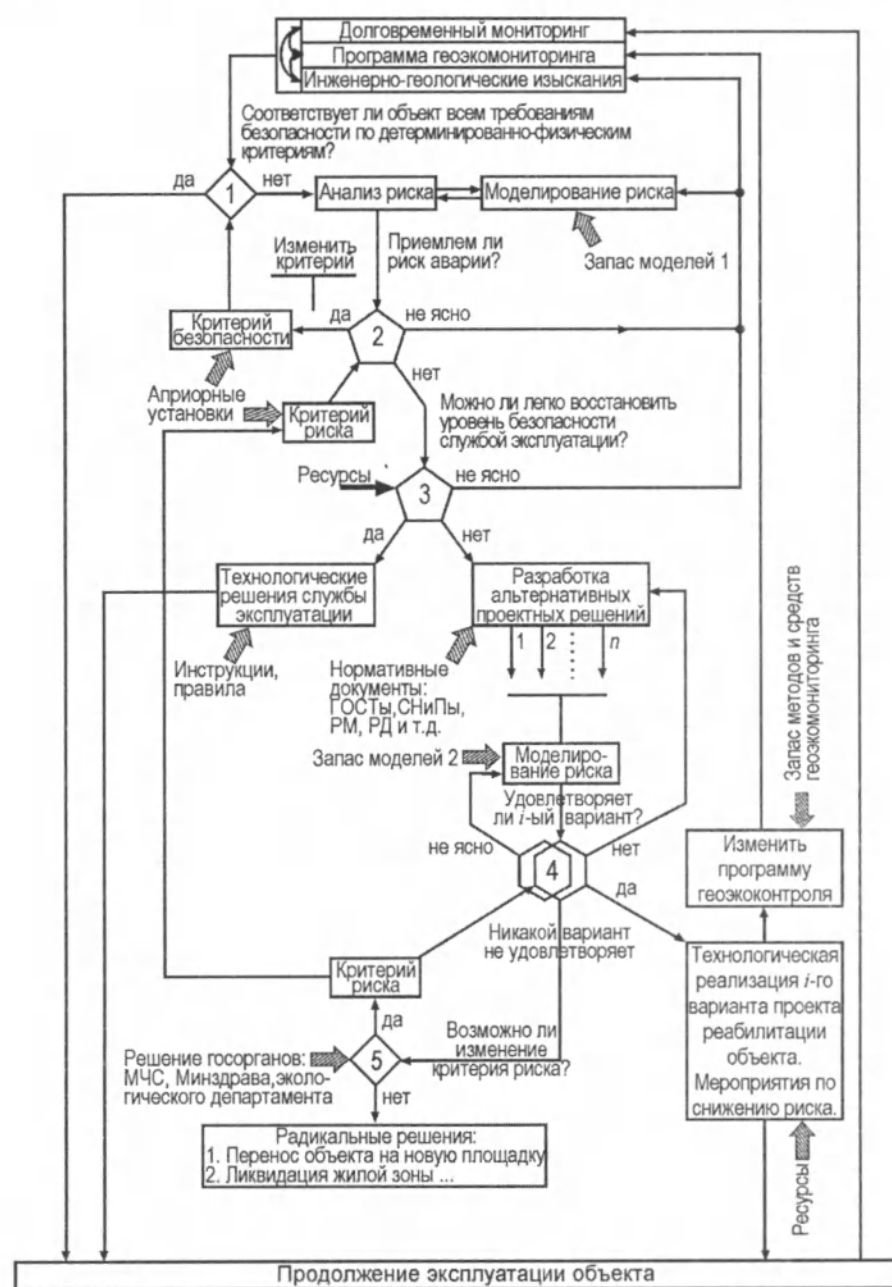 Долговременный мониторинг
Программа геоэкомониторинга
Инженерно-геологические изыскания
Соответствует ли объект всем требованиям
безопасности по детерминированно-физическим
критериям?
да
1
нет
Анализ риска
Моделирование риска
Запас моделей 1
Изменить
критерий
Приемлем ли
риск аварии?
Критерий
безопасности
да
2
не ясно
нет
Априорные
установки
Критерий
риска
Можно ли легко восстановить
уровень безопасности
службой эксплуатации?
Ресурсы
3
не ясно
да
нет
Технологические
решения службы
эксплуатации
Разработка
альтернативных
проектных решений
1 2 n
Инструкции,
правила
Нормативные
документы:
ГОСТы,СНиПы,
РМ, РД и т.д.
Запас моделей 2
Моделиро-
вание риска
Удовлетворяет
ли i-ый вариант?
не ясно
4
нет
да
Запас методов и средств
геоэкомониторинга
Изменить
программу
геоэкоконтроля
Никакой вариант
не удовлетворяет
Технологическая
реализация i-го
варианта проекта
реабилитации
объекта.
Мероприятия по
снижению риска.
Критерий
риска
да
Возможно ли
изменение
критерия риска?
Решение госорганов:
МЧС, Минздрава,эколо-
гического департамента
5
нет
Радикальные решения:
1. Перенос объекта на новую площадку
2. Ликвидация жилой зоны ...
Ресурсы
Продолжение эксплуатации объекта